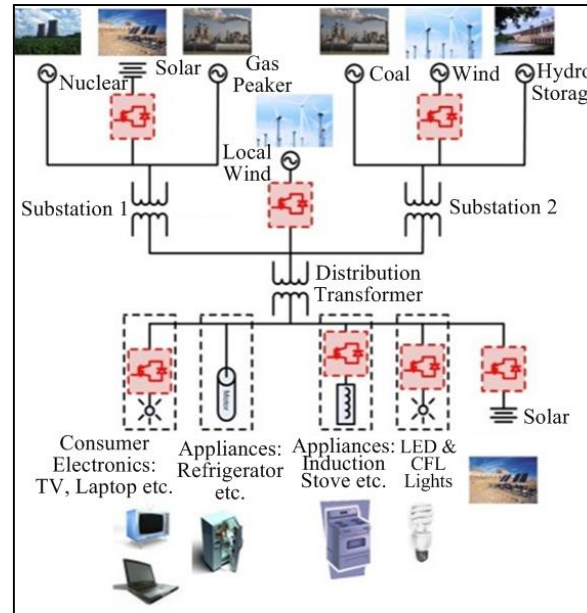 Nuclear
Solar
Gas
Peaker
Coal
Wind
Hydro
Storage
Local
Wind
Substation 1
Substation 2
Distribution
Transformer
Motor
Solar
Consumer
Electronics:
TV, Laptop etc.
Appliances:
Refrigerator
etc.
Appliances:
Induction
Stove etc.
LED &
CFL
Lights